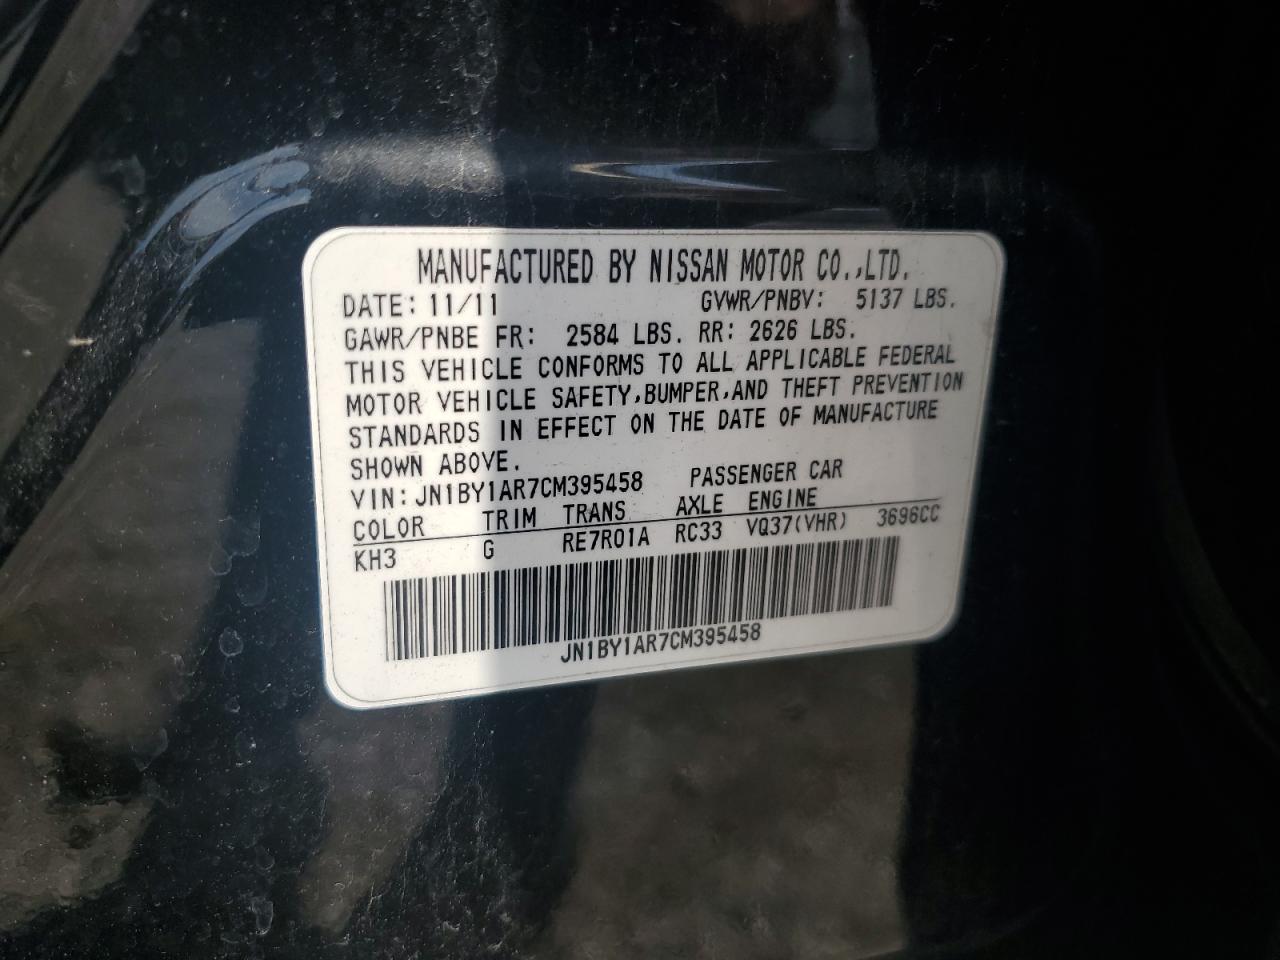 MANUFACTURED BY NISSAN MOTOR CO.,LTD.
DATE: 11/11 GVWR/PNBV: 5137 LBS.
GAWR/PNBE FR: 2584 LBS. RR: 2626 LBS.
THIS VEHICLE CONFORMS TO ALL APPLICABLE FEDERAL
MOTOR VEHICLE SAFETY,BUMPER,AND THEFT PREVENTION
STANDARDS IN EFFECT ON THE DATE OF MANUFACTURE
SHOWN ABOVE.
VIN: JN1BY1AR7CM395458 PASSENGER CAR
COLOR TRIM TRANS AXLE ENGINE
KH3 G RE7R01A RC33 VQ37(VHR) 3696CC
JN1BY1AR7CM395458